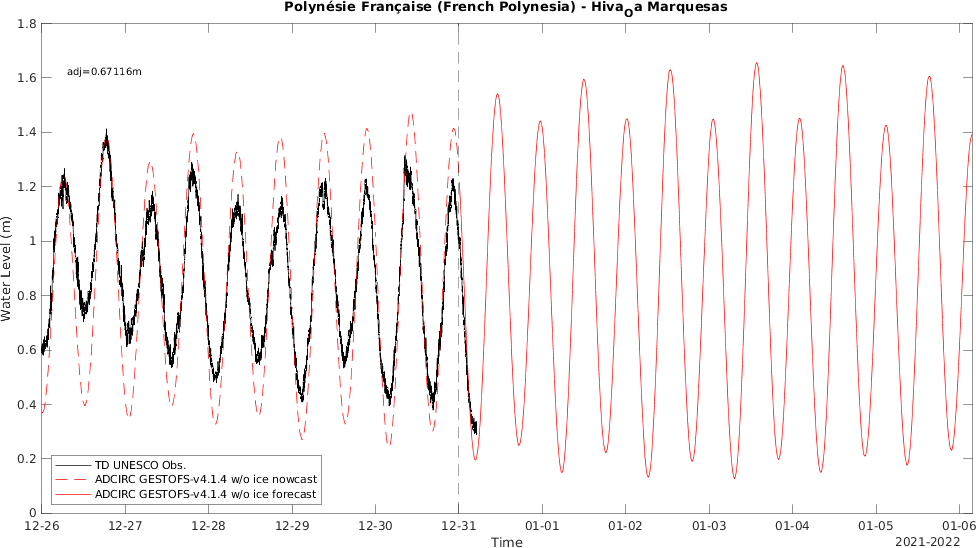 Polynésie Française (French Polynesia) - Hiva_Oa Marquesas
1.8
1.6
1.4
1.2
1
0.8
0.6
0.4
0.2
0
Water Level (m)
adj=0.67116m
TD UNESCO Obs.
ADCIRC GESTOFS-v4.1.4 w/o ice nowcast
ADCIRC GESTOFS-v4.1.4 w/o ice forecast
12-26 12-27 12-28 12-29 12-30 12-31 01-01 01-02 01-03 01-04 01-05 01-06
Time
2021-2022